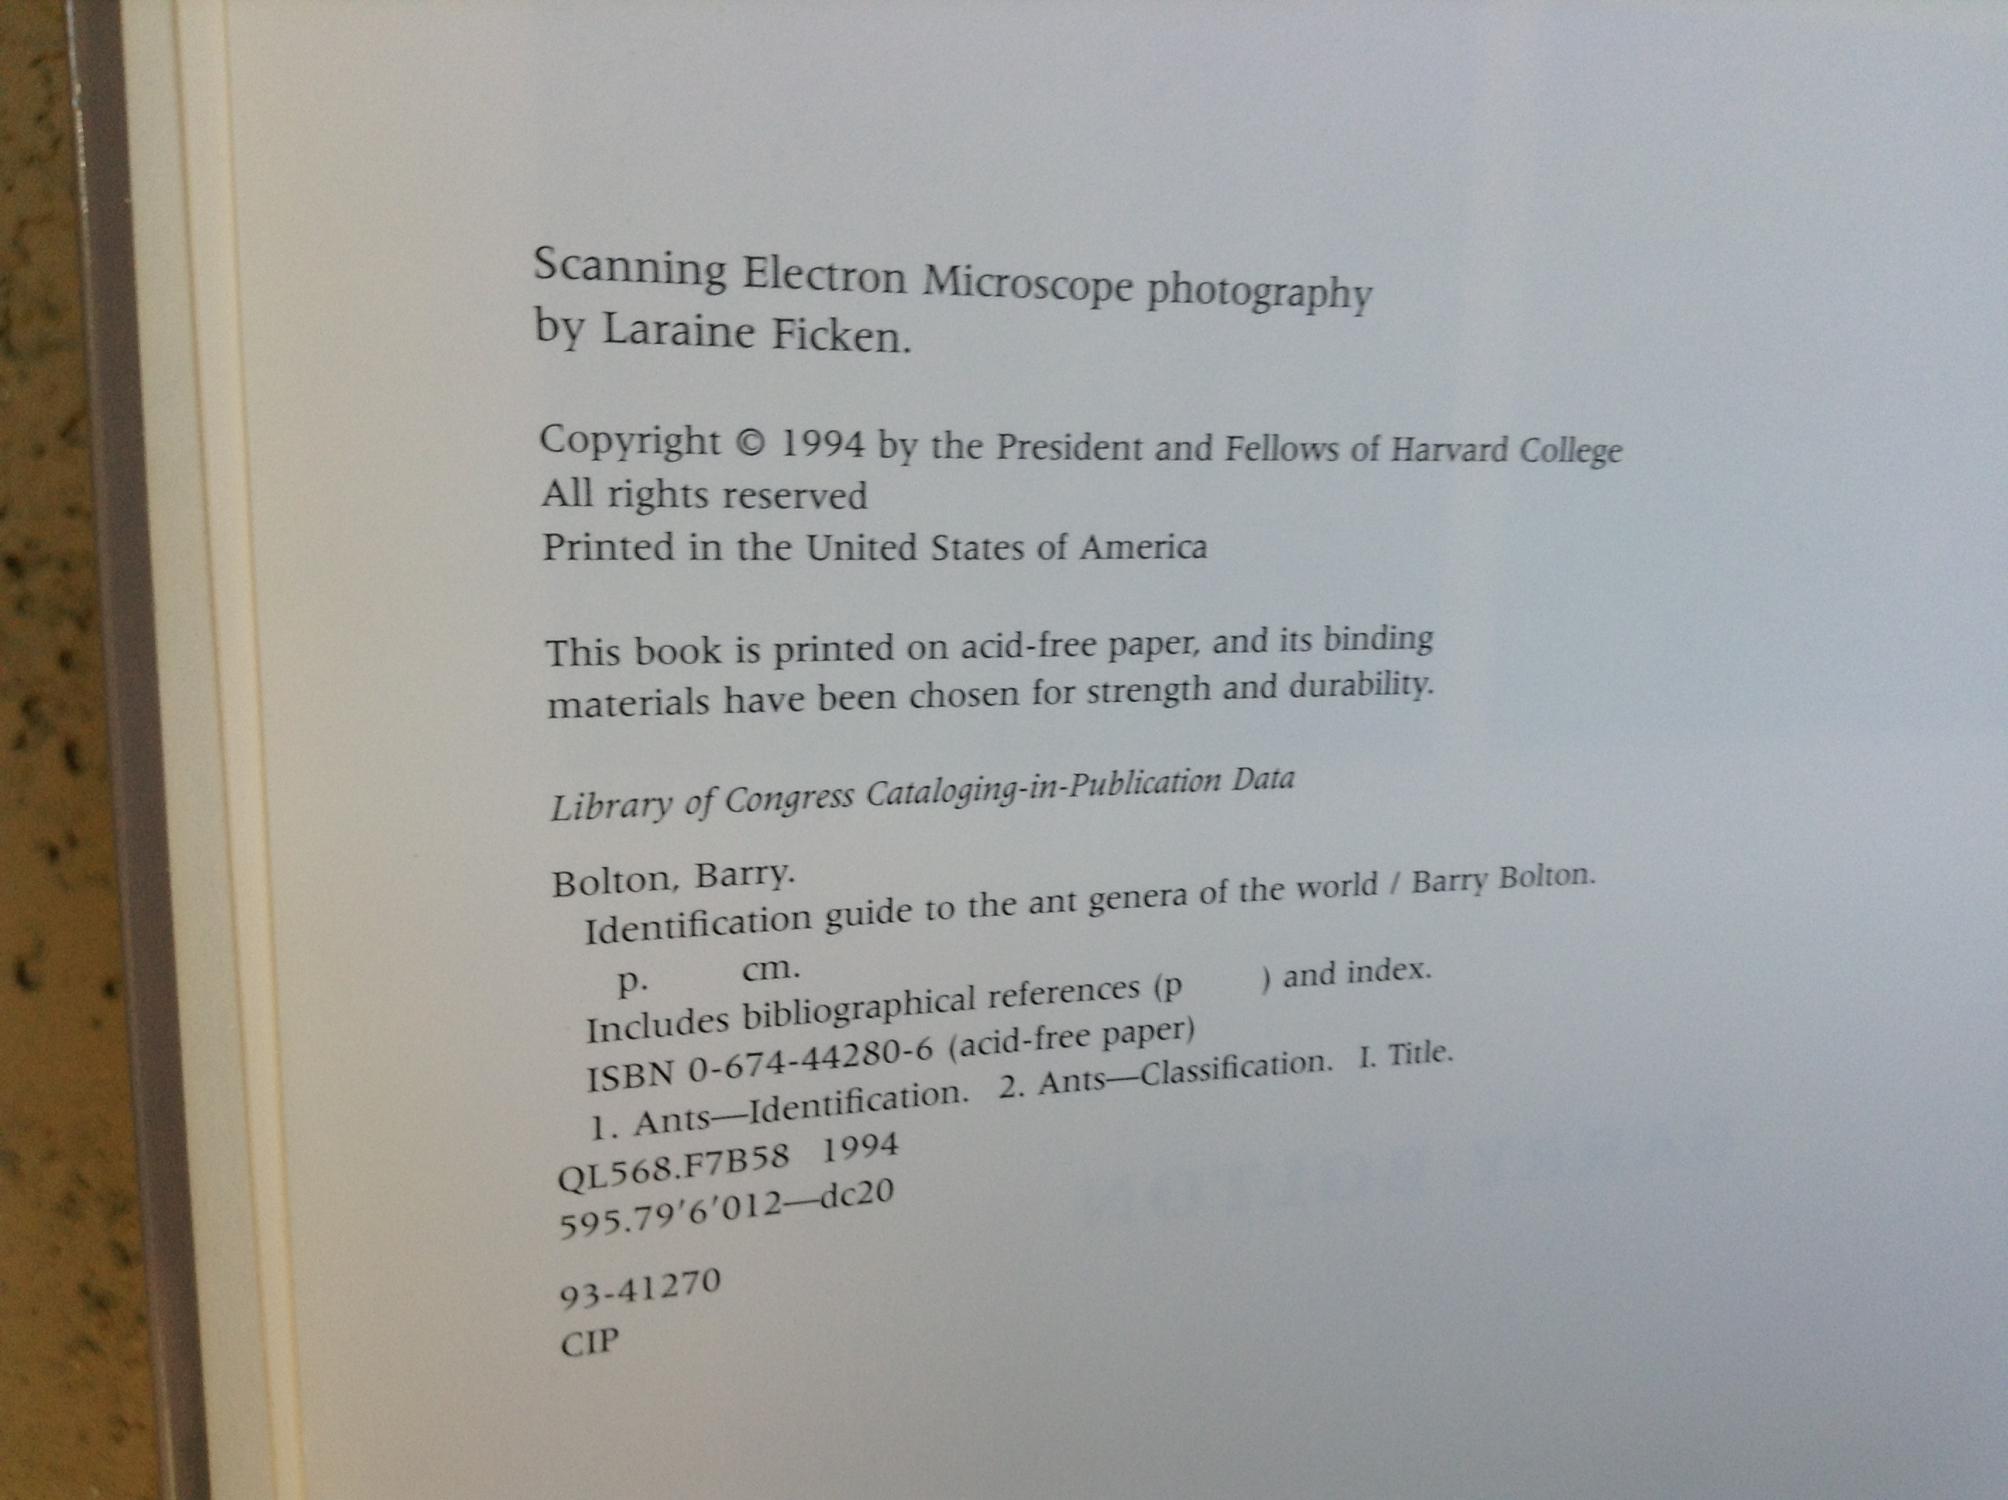 Scanning Electron Microscope photography
by Laraine Ficken.
Copyright © 1994 by the President and Fellows of Harvard College
All rights reserved
Printed in the United States of America
This book is printed on acid-free paper, and its binding
materials have been chosen for strength and durability.
Library of Congress Cataloging-in-Publication Data
Bolton, Barry.
Identification guide to the ant genera of the world / Barry Bolton.
p. cm.
Includes bibliographical references (p ) and index.
ISBN 0-674-44280-6 (acid-free paper)
1. Ants—Identification. 2. Ants—Classification. I. Title.
QL568.F7B58 1994
595.79'6'012—dc20
93-41270
CIP